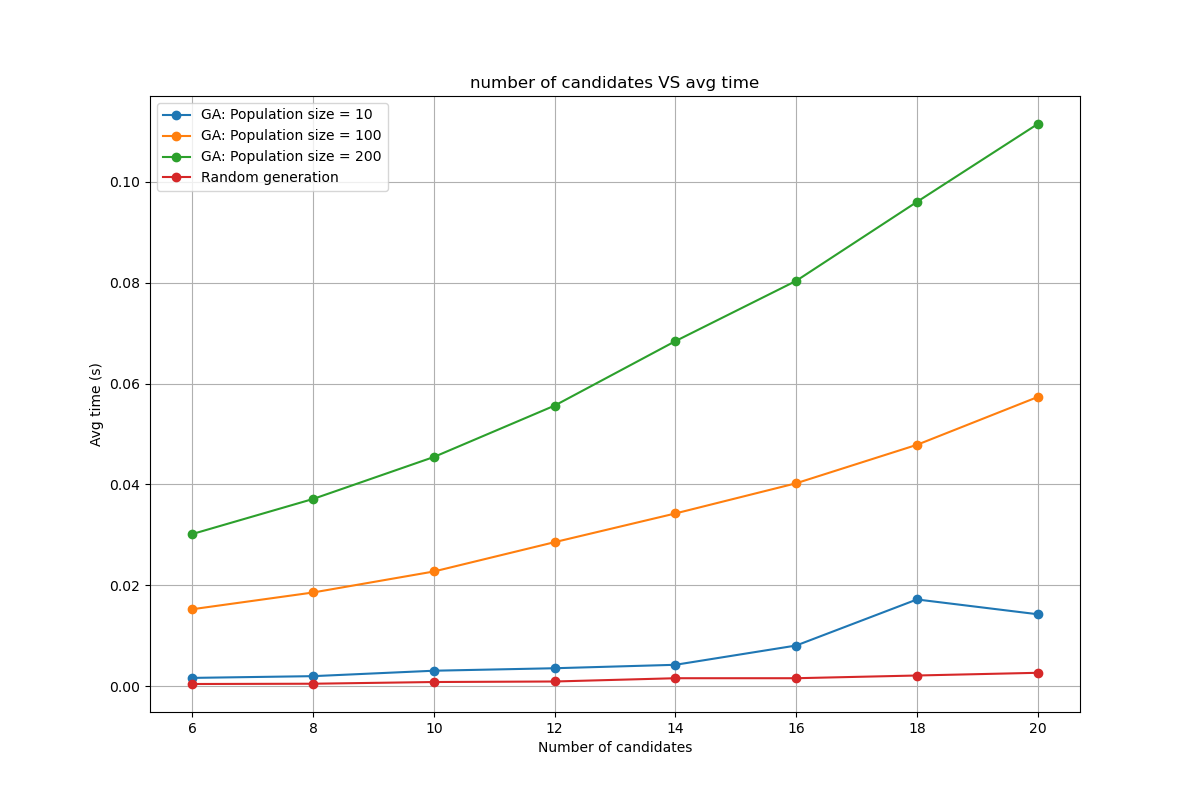 number of candidates VS avg time
GA: Population size = 10
GA: Population size = 100
GA: Population size = 200
Random generation
0.10
0.08
0.06
0.04
0.02
0.00
Avg time (s)
6 8 10 12 14 16 18 20
Number of candidates